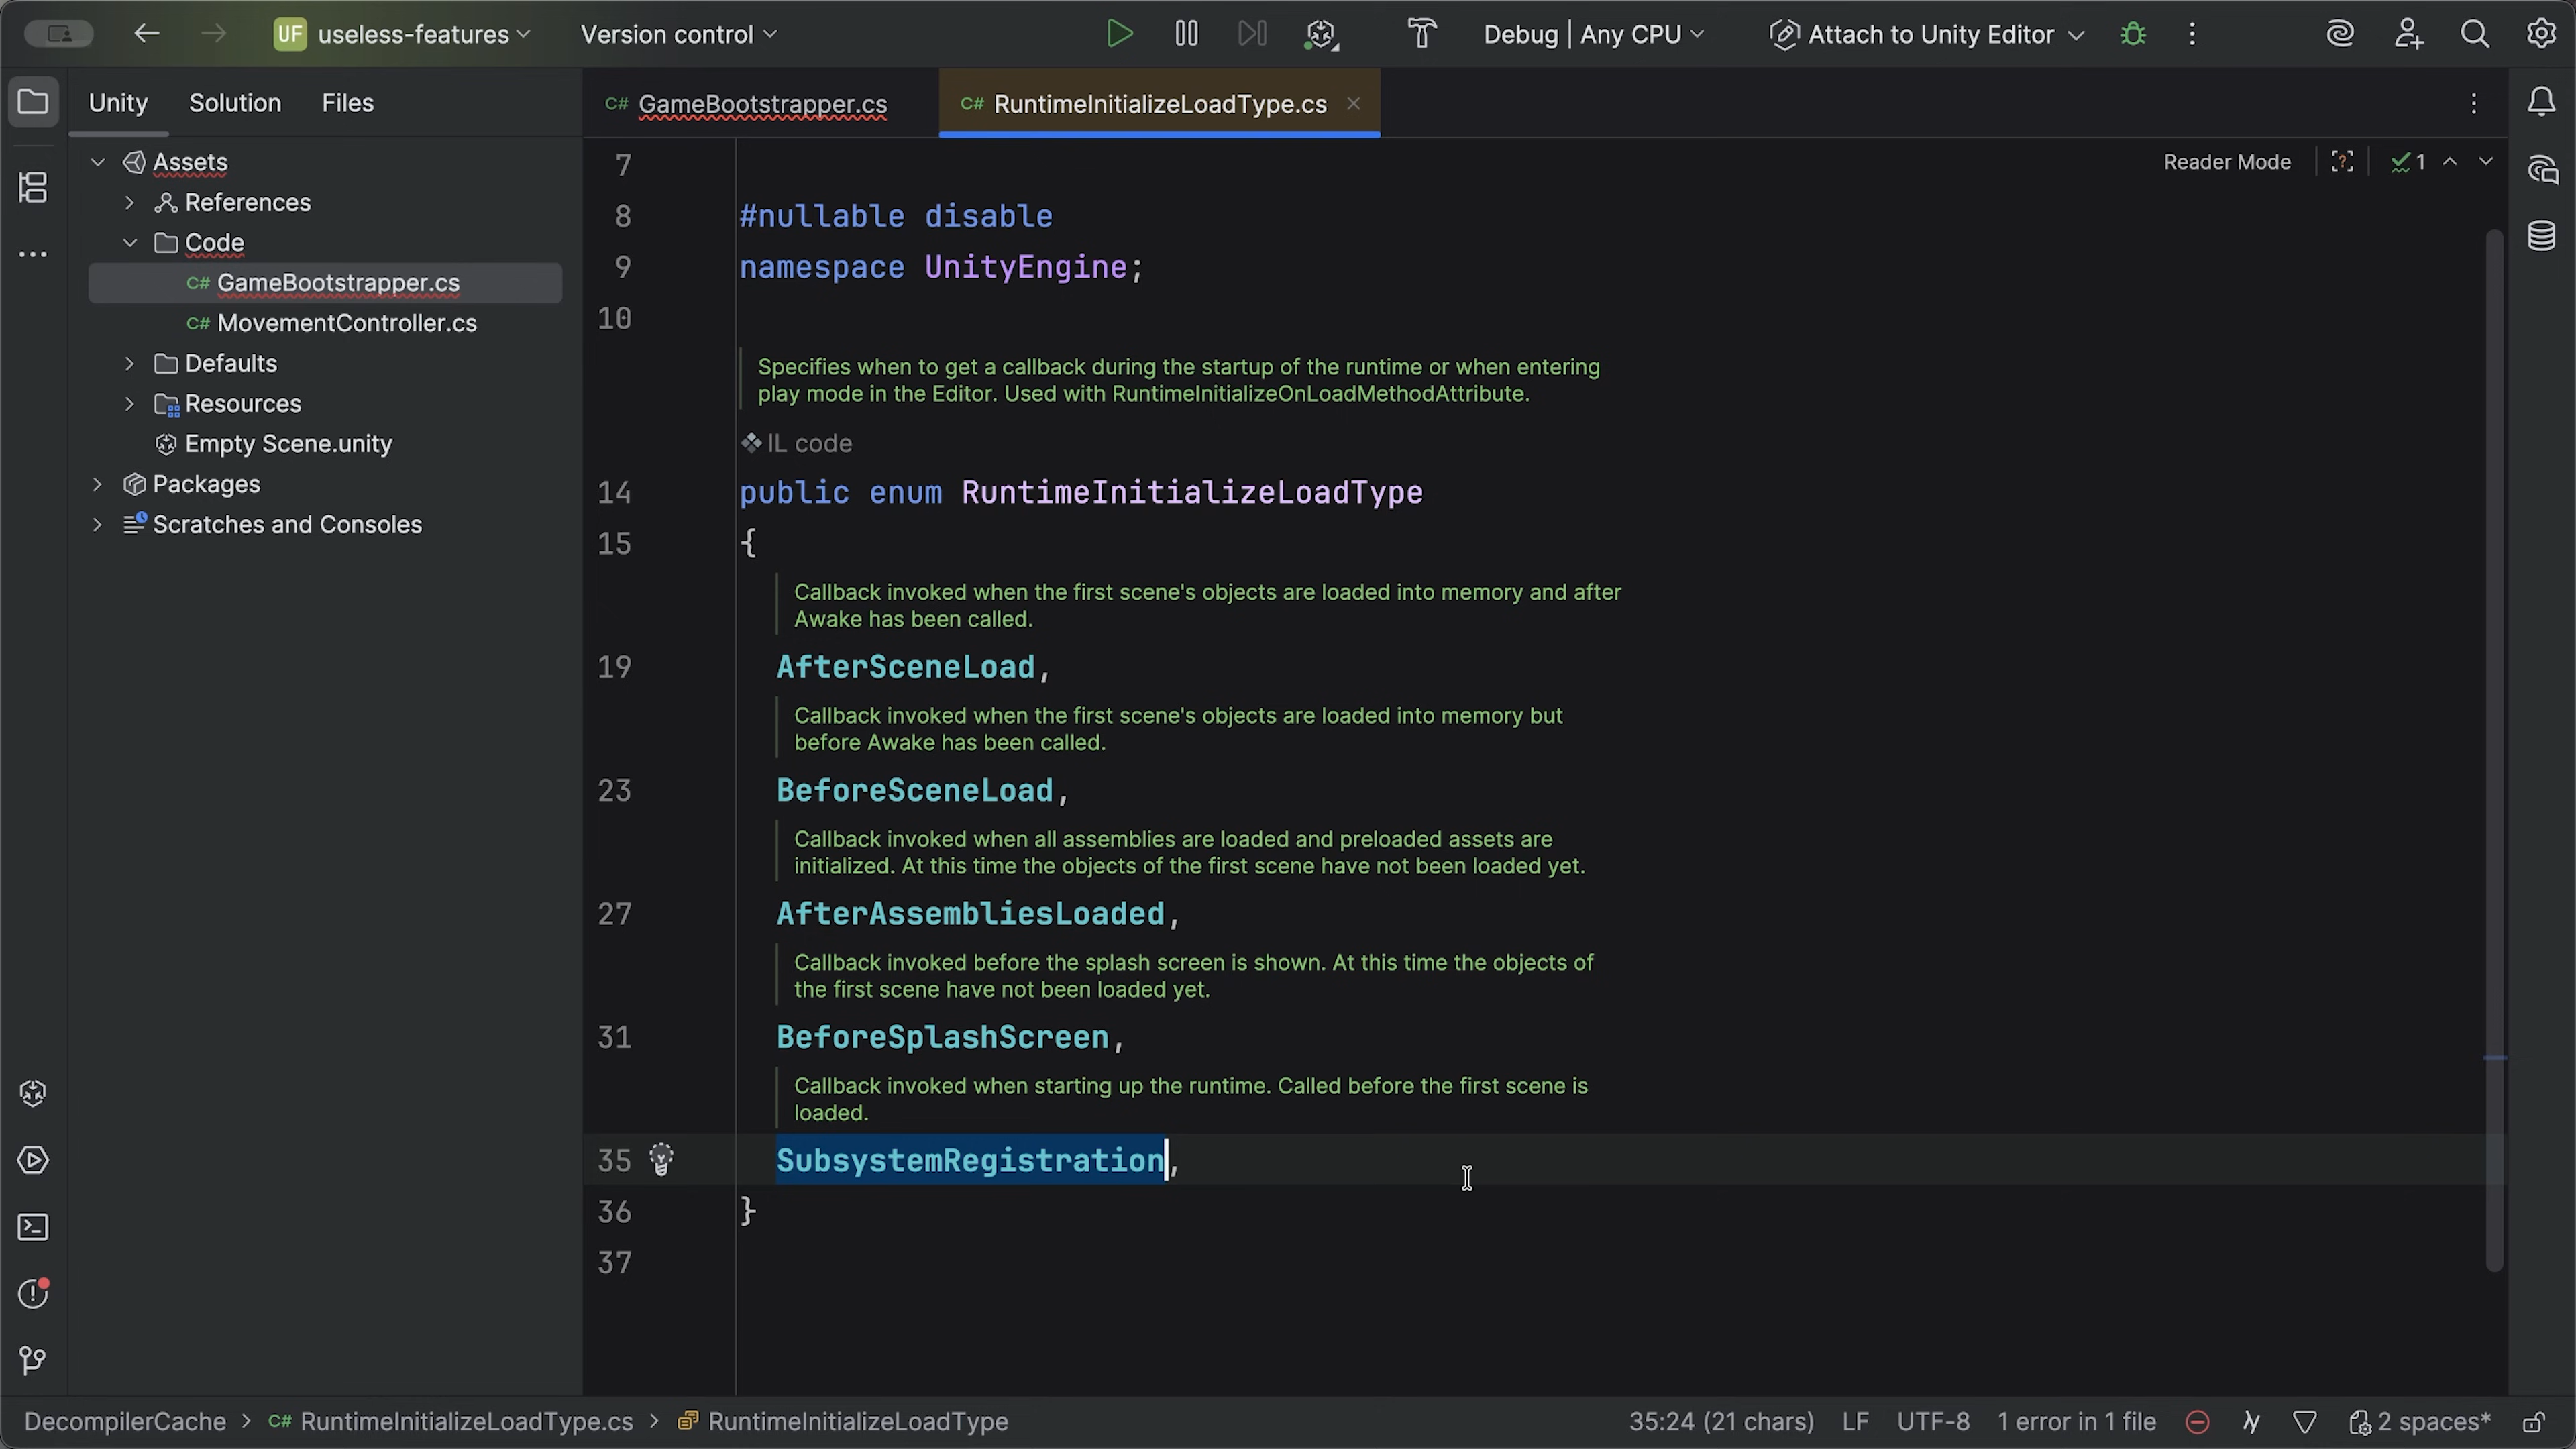 UF useless-features
Version control
Debug | Any CPU
Attach to Unity Editor
Unity
Solution
Files
C# GameBootstrapper.cs
C# RuntimeInitializeLoadType.cs
Assets
References
Code
C# GameBootstrapper.cs
C# MovementController.cs
Defaults
Resources
Empty Scene.unity
Packages
Scratches and Consoles
Reader Mode
1
7
8 #nullable disable
9 namespace UnityEngine;
10
Specifies when to get a callback during the startup of the runtime or when entering
play mode in the Editor. Used with RuntimeInitializeOnLoadMethodAttribute.
IL code
14 public enum RuntimeInitializeLoadType
15 {
Callback invoked when the first scene's objects are loaded into memory and after
Awake has been called.
19 AfterSceneLoad,
Callback invoked when the first scene's objects are loaded into memory but
before Awake has been called.
23 BeforeSceneLoad,
Callback invoked when all assemblies are loaded and preloaded assets are
initialized. At this time the objects of the first scene have not been loaded yet.
27 AfterAssembliesLoaded,
Callback invoked before the splash screen is shown. At this time the objects of
the first scene have not been loaded yet.
31 BeforeSplashScreen,
Callback invoked when starting up the runtime. Called before the first scene is
loaded.
35 SubsystemRegistration,
36 }
37
DecompilerCache > C# RuntimeInitializeLoadType.cs > RuntimeInitializeLoadType
35:24 (21 chars) LF UTF-8 1 error in 1 file 2 spaces*